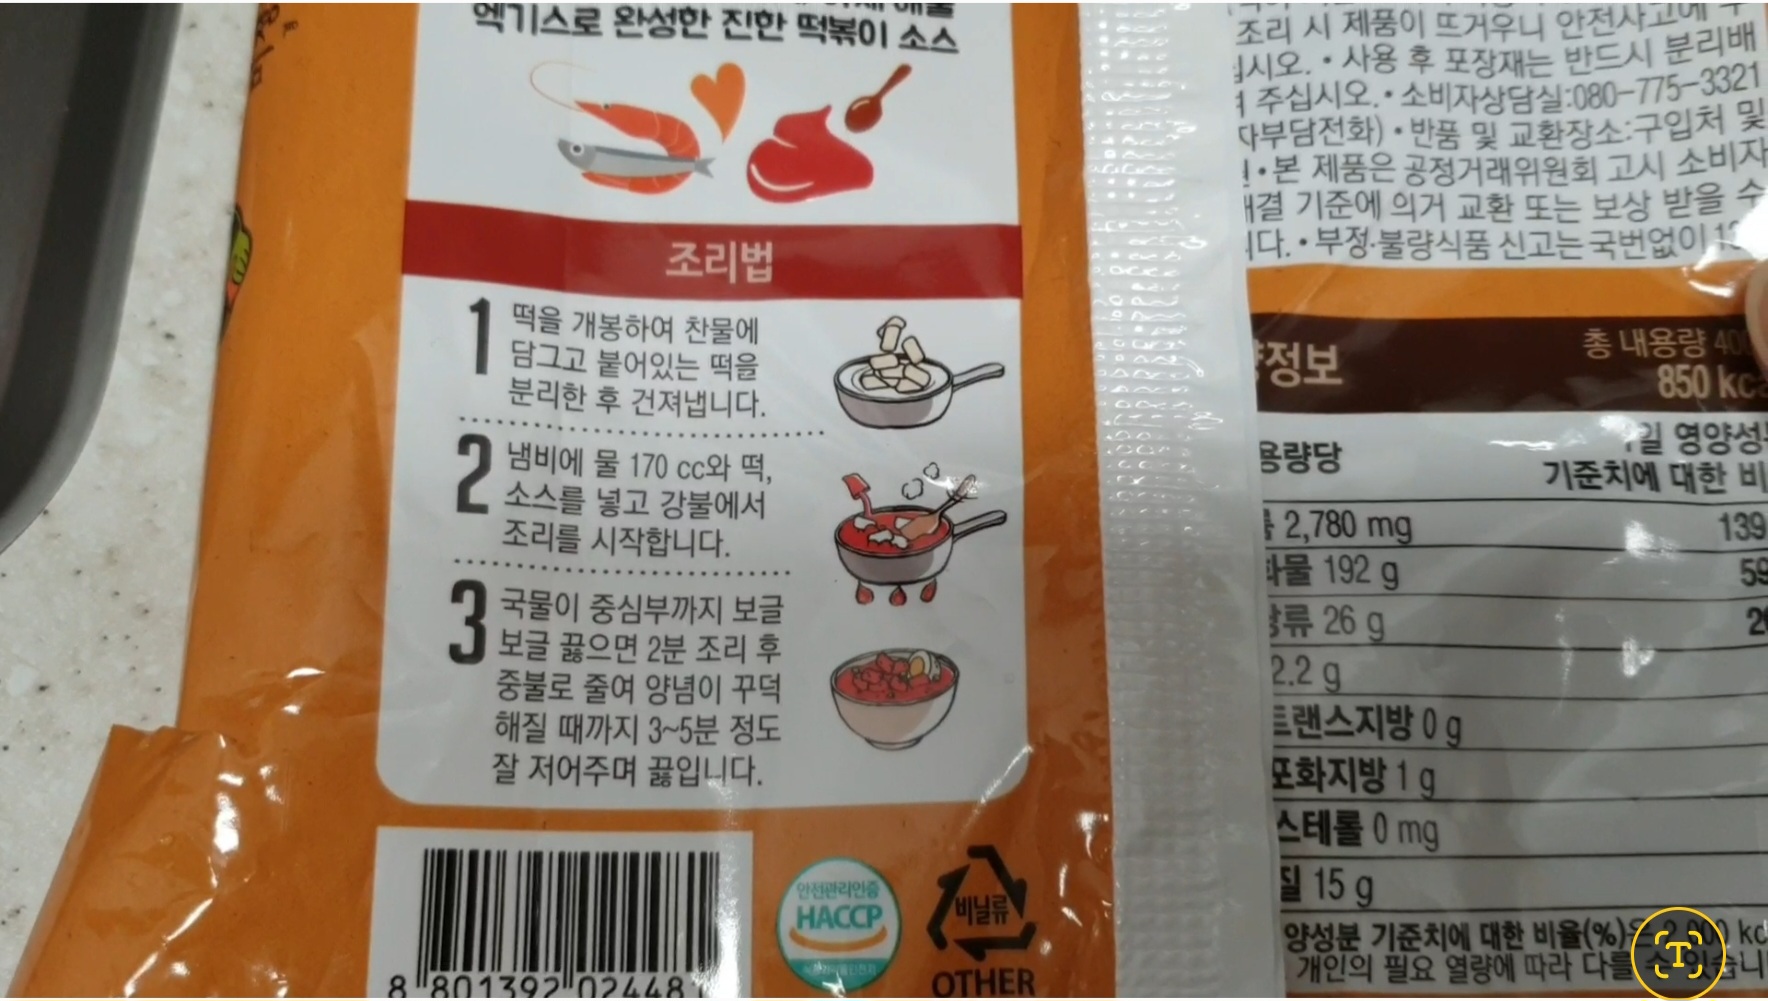 엑기스로 완성한 진한 떡볶이 소스
조리법
1
떡을 개봉하여 찬물에
담그고 붙어있는 떡을
분리한 후 건져냅니다.
2
냄비에 물 170 cc와 떡,
소스를 넣고 강불에서
조리를 시작합니다.
3
국물이 중심부까지 보글
보글 끓으면 2분 조리 후
중불로 줄여 양념이 꾸덕
해질 때까지 3~5분 정도
잘 저어주며 끓입니다.
8 801392 02448
안전관리인증
HACCP
비닐류
OTHER
조리 시 제품이 뜨거우니 안전사고에
십시오. • 사용 후 포장재는 반드시 분리배
주십시오. • 소비자상담실:080-775-3321
자부담전화) • 반품 및 교환장소:구입처 및
• 본 제품은 공정거래위원회 고시 소비자
해결 기준에 의거 교환 또는 보상 받을 수
니다. • 부정·불량식품 신고는 국번없이
정보
총 내용량
850 kc
용량당
1일 영양성
기준치에 대한 비
2,780 mg 139
192 g 59
당류 26 g
2.2 g
트랜스지방 0 g
포화지방 1 g
스테롤 0 mg
질 15 g
양성분 기준치에 대한 비율(%)은
개인의 필요 열량에 따라 다를